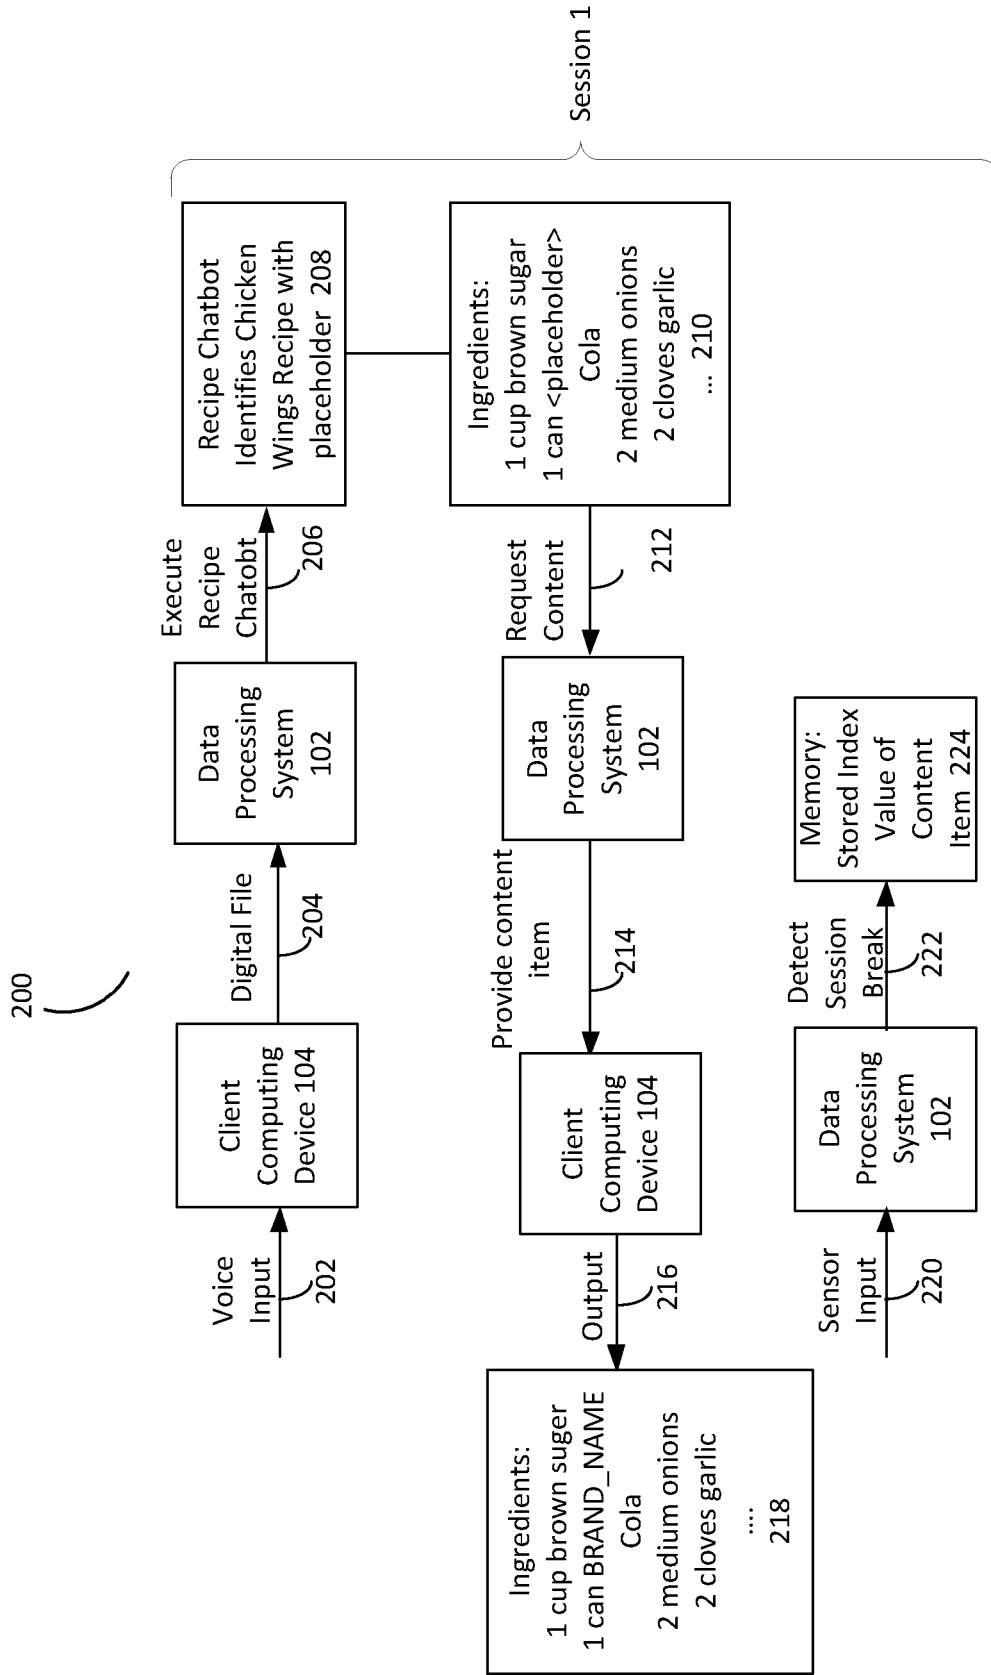 200
Voice
Input
202
Client
Computing
Device 104
Digital File
204
Data
Processing
System
102
Execute
Recipe
Chatobt
206
Recipe Chatbot
Identifies Chicken
Wings Recipe with
placeholder 208
Session 1
Ingredients:
1 cup brown sugar
1 can <placeholder>
Cola
2 medium onions
2 cloves garlic
... 210
Request
Content
212
Data
Processing
System
102
Provide content
item
214
Client
Computing
Device 104
Output
216
Ingredients:
1 cup brown suger
1 can BRAND_NAME
Cola
2 medium onions
2 cloves garlic
....
218
Sensor
Input
220
Data
Processing
System
102
Detect
Session
Break
222
Memory:
Stored Index
Value of
Content
Item 224